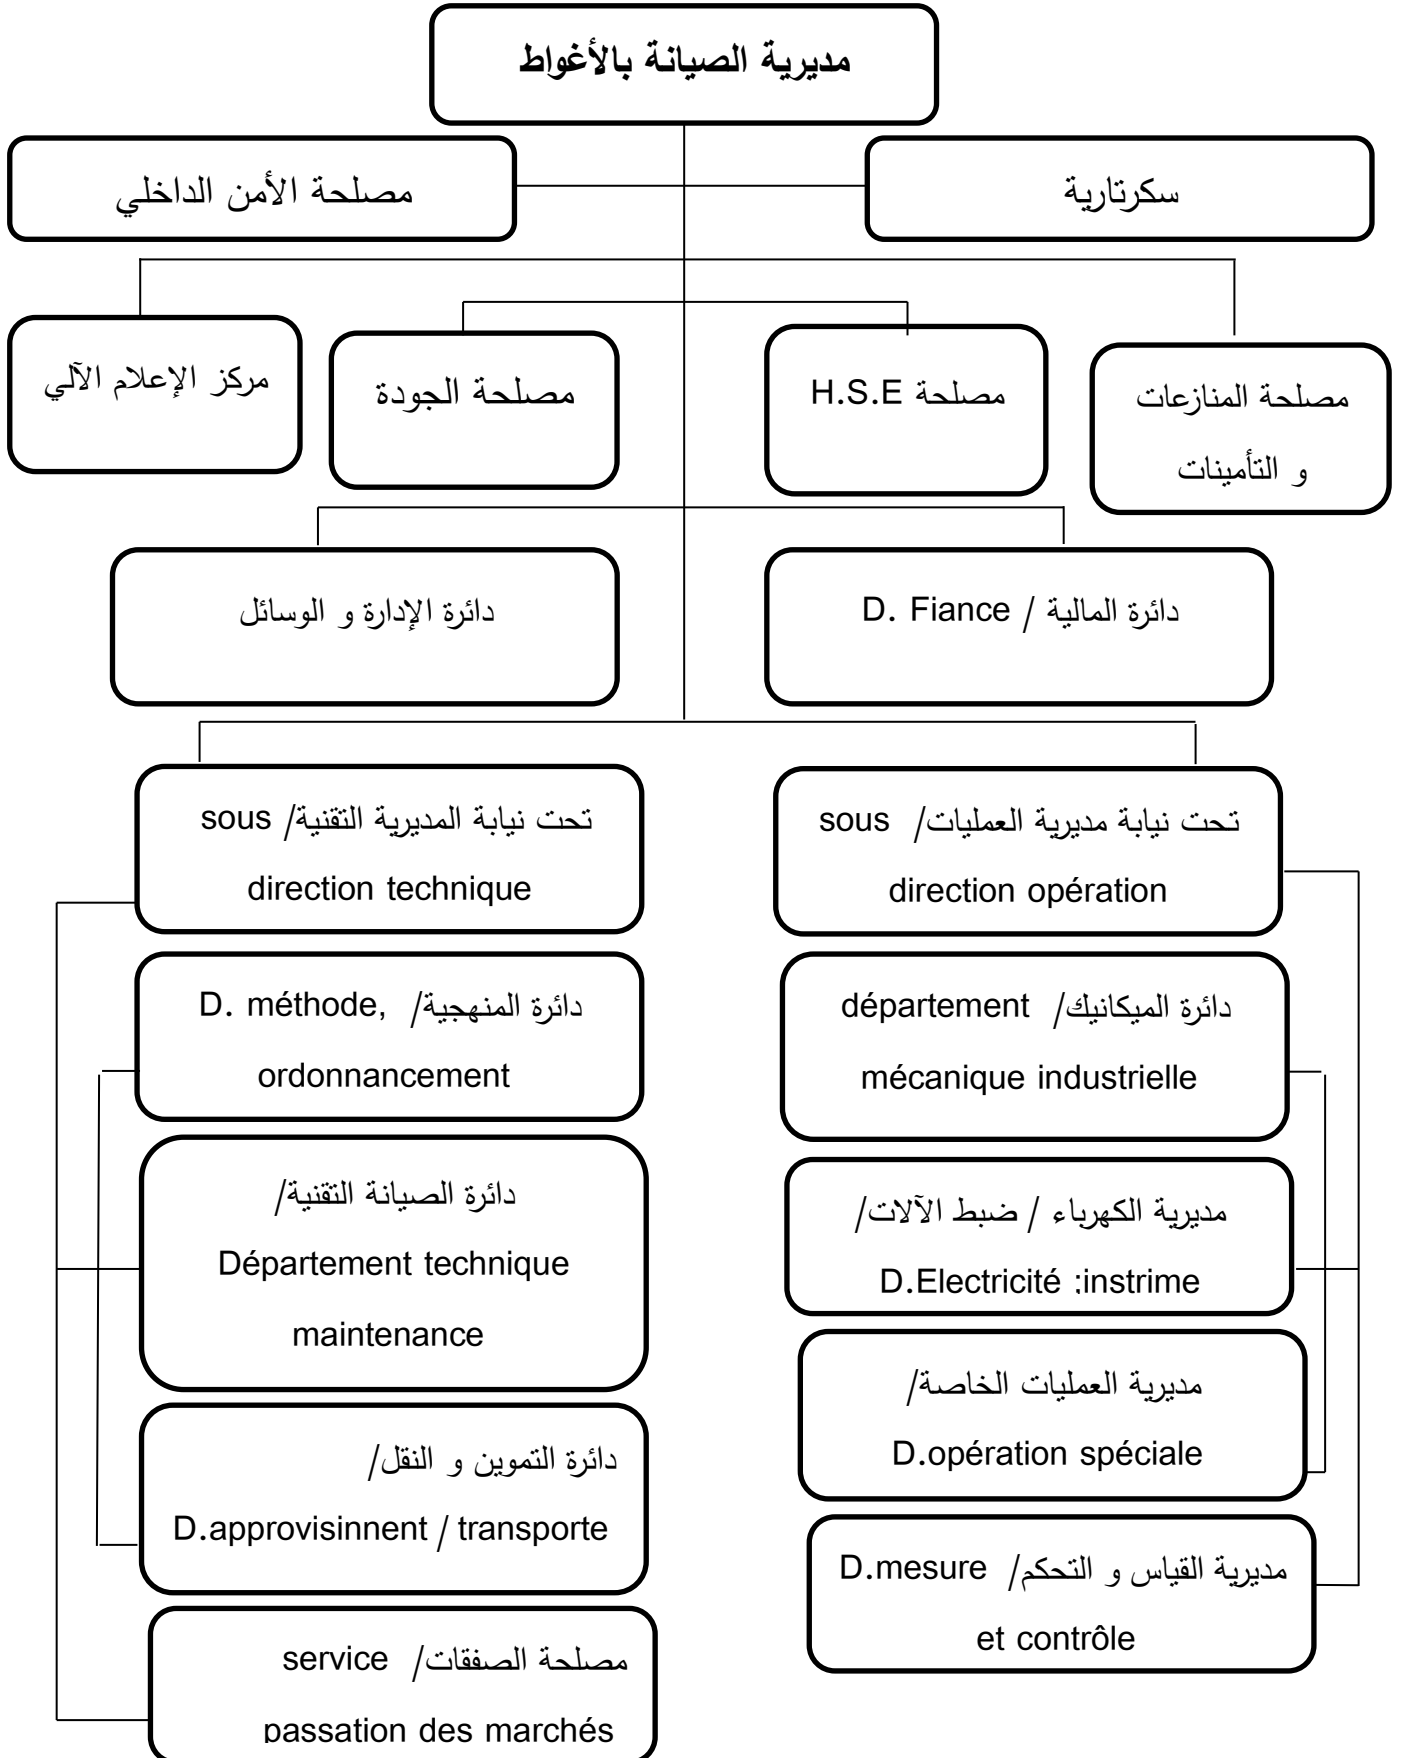 مديرية الصيانة بالأغواط
سكرتارية
مصلحة الأمن الداخلي
مصلحة المنازعات
و التأمينات
مصلحة H.S.E
مصلحة الجودة
مركز الإعلام الآلي
دائرة المالية / D. Fiance
دائرة الإدارة و الوسائل
تحت نيابة مديرية العمليات/ sous
direction opération
تحت نيابة المديرية التقنية/ sous
direction technique
دائرة الميكانيك/ département
mécanique industrielle
دائرة المنهجية/ D. méthode,
ordonnancement
مديرية الكهرباء / ضبط الآلات/
D.Electricité ;instrime
دائرة الصيانة التقنية/
Département technique
maintenance
مديرية العمليات الخاصة/
D.opération spéciale
دائرة التموين و النقل/
D.approvisinnent / transporte
مديرية القياس و التحكم/ D.mesure
et contrôle
مصلحة الصفقات/ service
passation des marchés